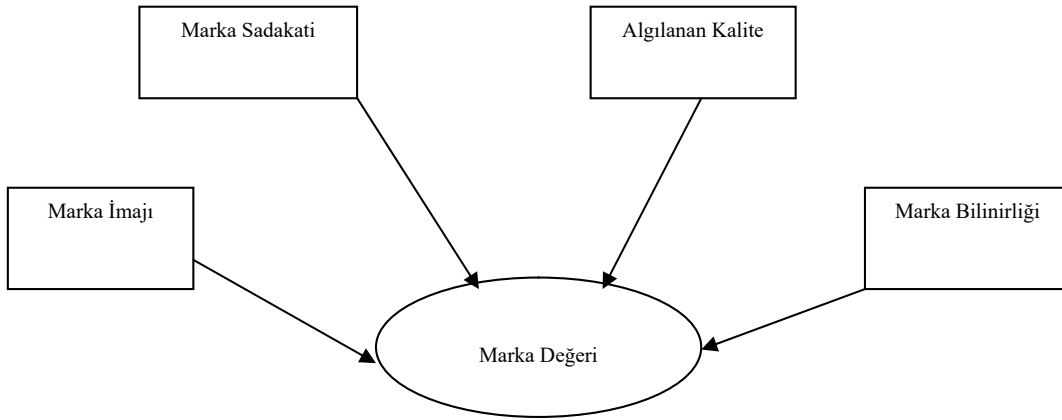 Marka Sadakati
Algılanan Kalite
Marka İmajı
Marka Bilinirliği
Marka Değeri